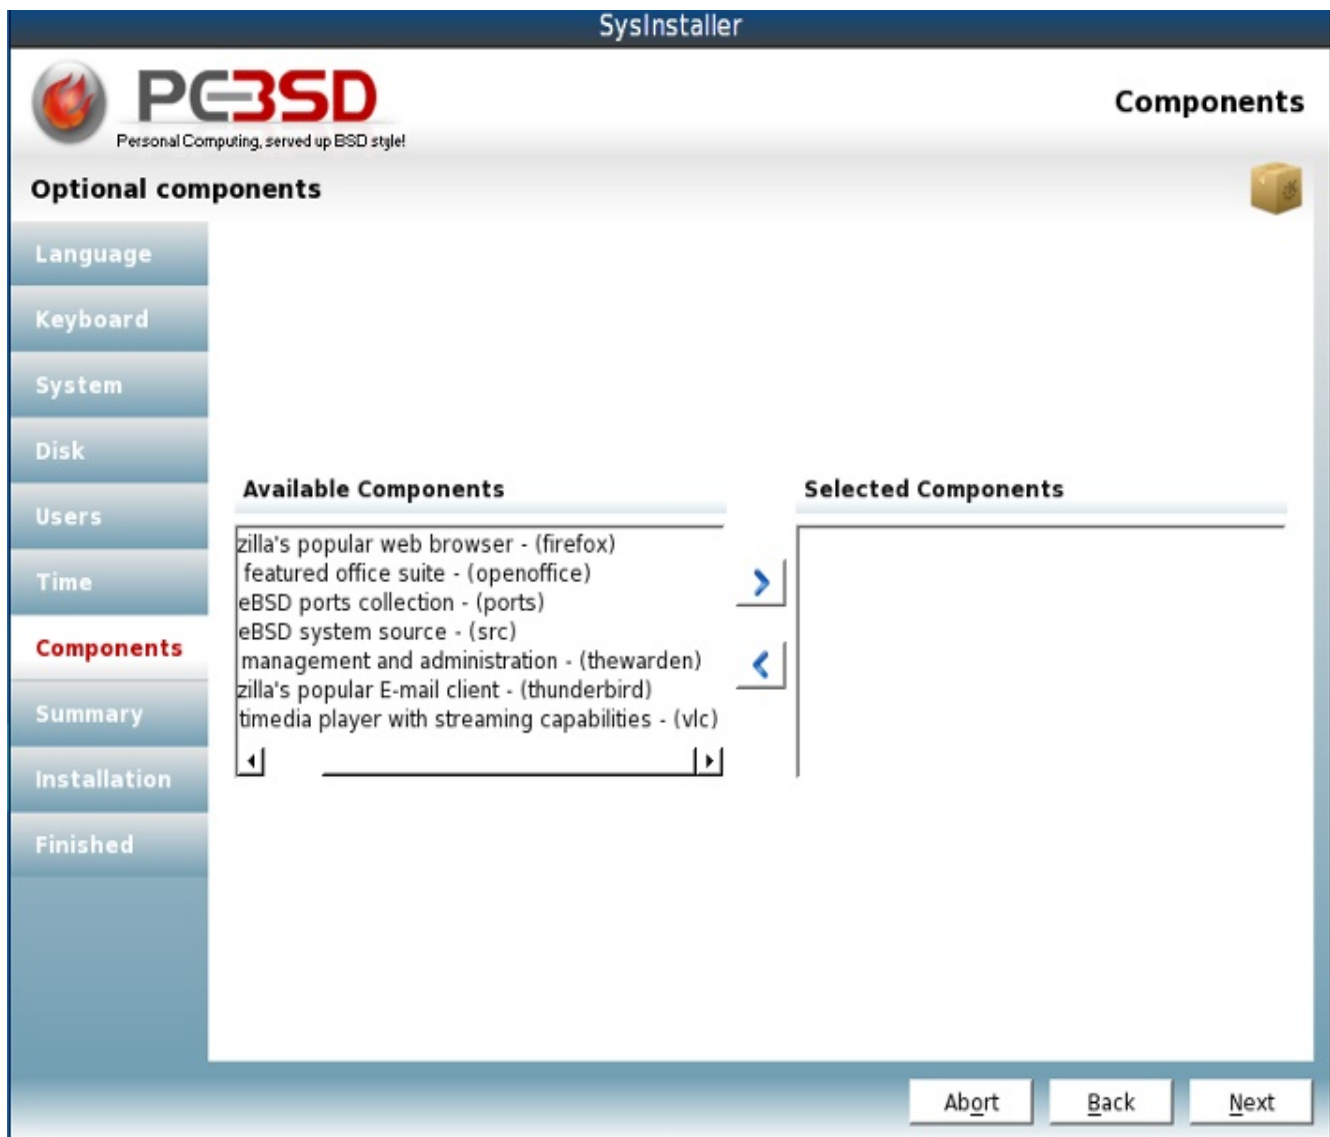 SysInstaller
PCBSD
Personal Computing, served up BSD style!
Components
Optional components
Language
Keyboard
System
Disk
Users
Time
Components
Summary
Installation
Finished
Available Components
zilla's popular web browser - (firefox)
featured office suite - (openoffice)
eBSD ports collection - (ports)
eBSD system source - (src)
management and administration - (thewarden)
zilla's popular E-mail client - (thunderbird)
timedia player with streaming capabilities - (vlc)
Selected Components
Abort Back Next